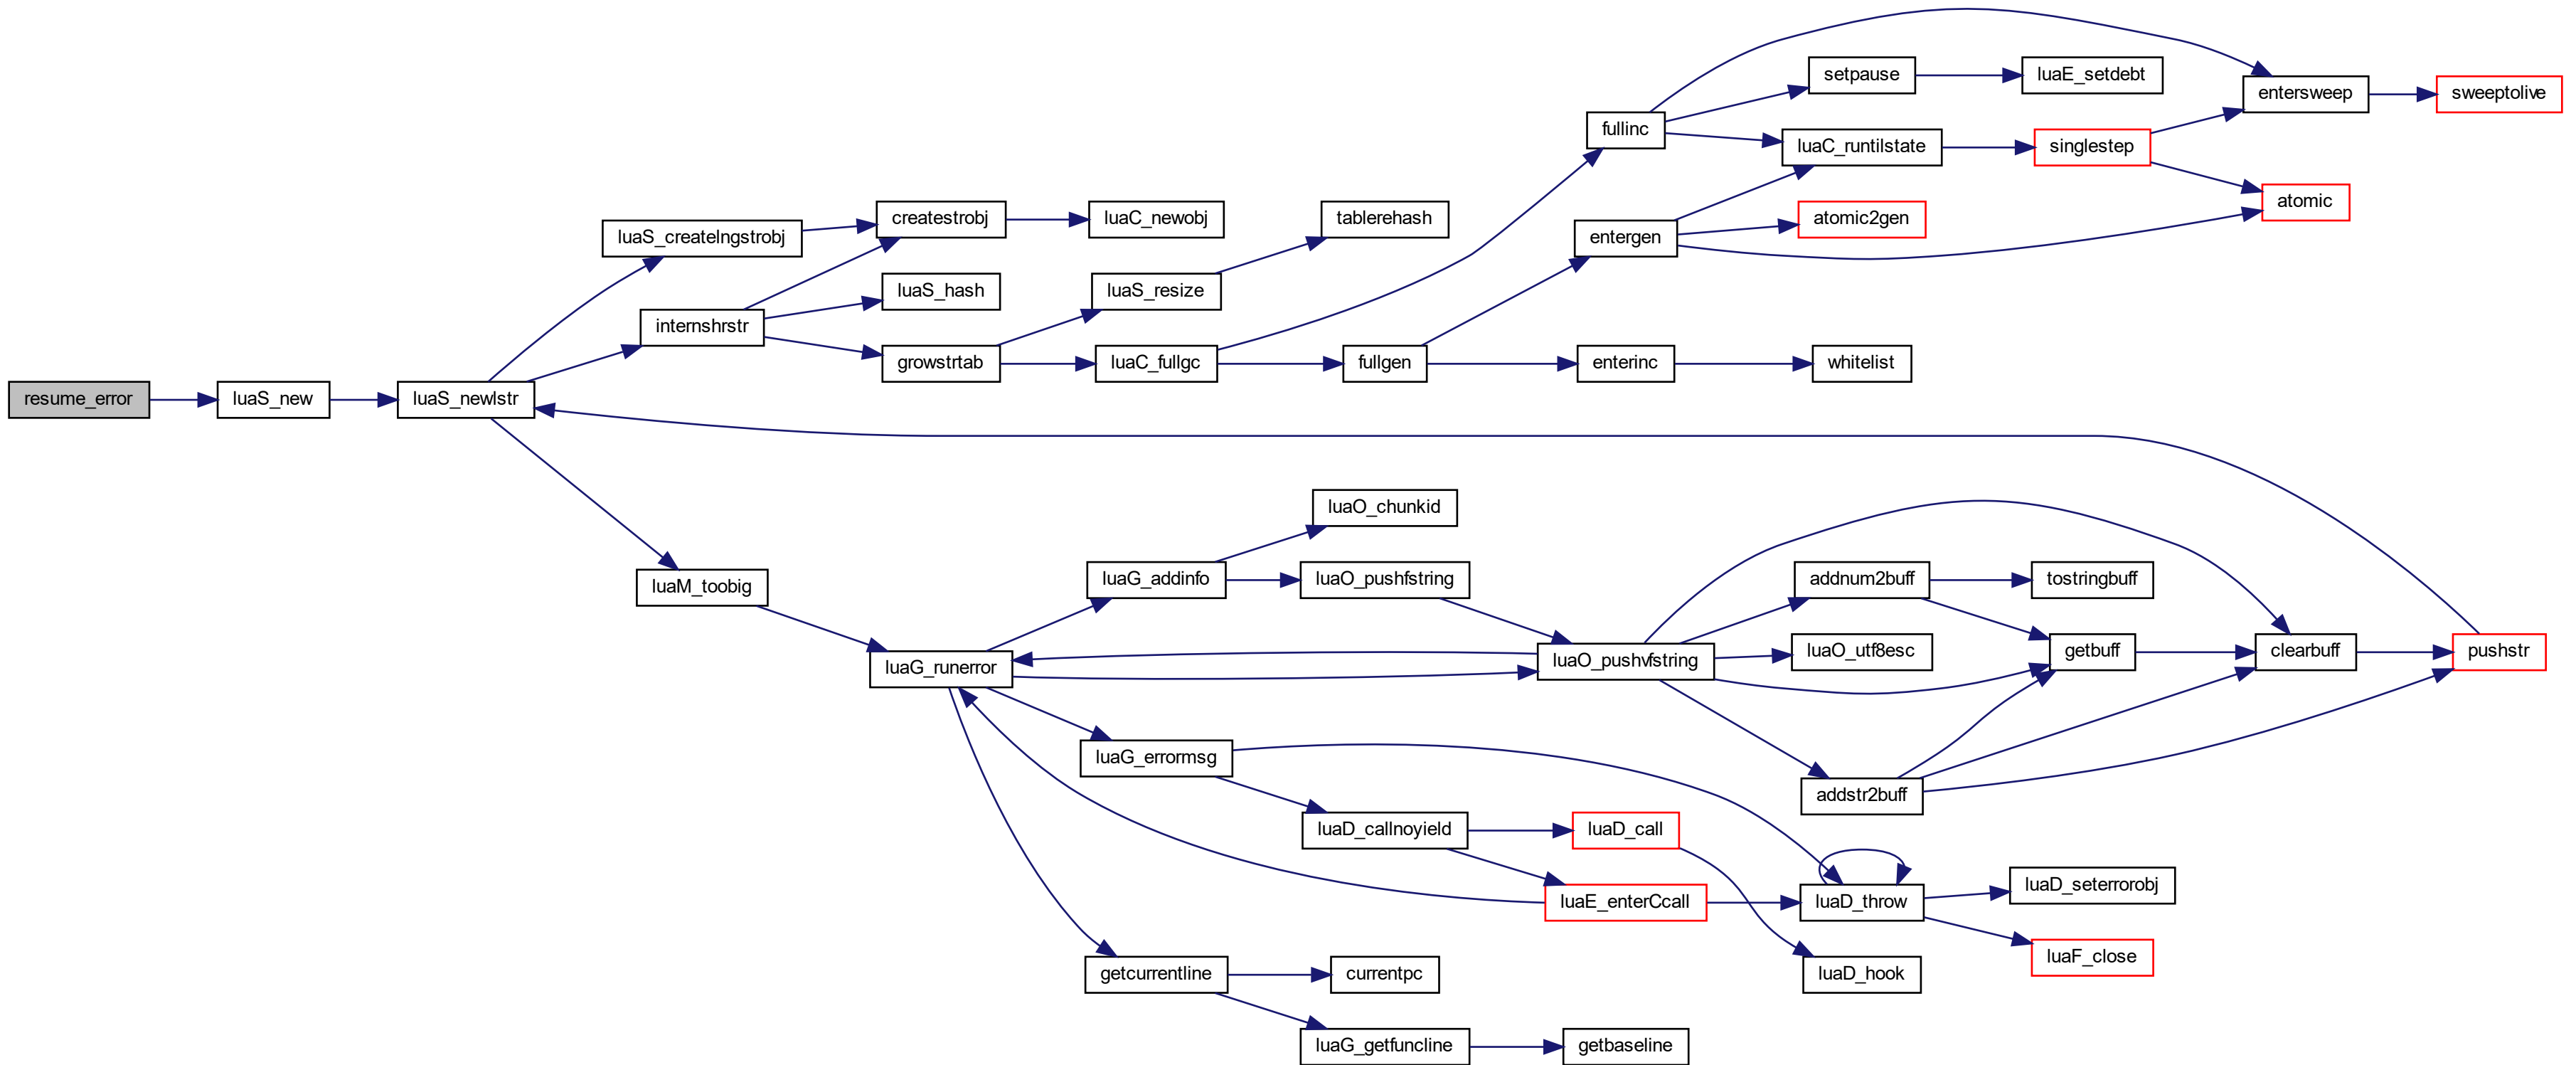 resume_error
luaS_new
luaS_newlstr
luaS_createlngstrobj
internshrstr
luaM_toobig
createstrobj
luaS_hash
growstrtab
luaG_runerror
luaC_newobj
luaS_resize
luaC_fullgc
luaG_addinfo
luaG_errormsg
getcurrentline
tablerehash
fullgen
luaO_chunkid
luaO_pushfstring
luaD_callnoyield
currentpc
luaG_getfuncline
fullinc
entergen
enterinc
luaO_pushvfstring
luaD_call
luaE_enterCcall
getbaseline
setpause
luaC_runtilstate
atomic2gen
whitelist
addnum2buff
luaO_utf8esc
addstr2buff
luaD_throw
luaD_hook
luaE_setdebt
singlestep
tostringbuff
getbuff
luaD_seterrorobj
luaF_close
entersweep
atomic
clearbuff
sweeptolive
pushstr